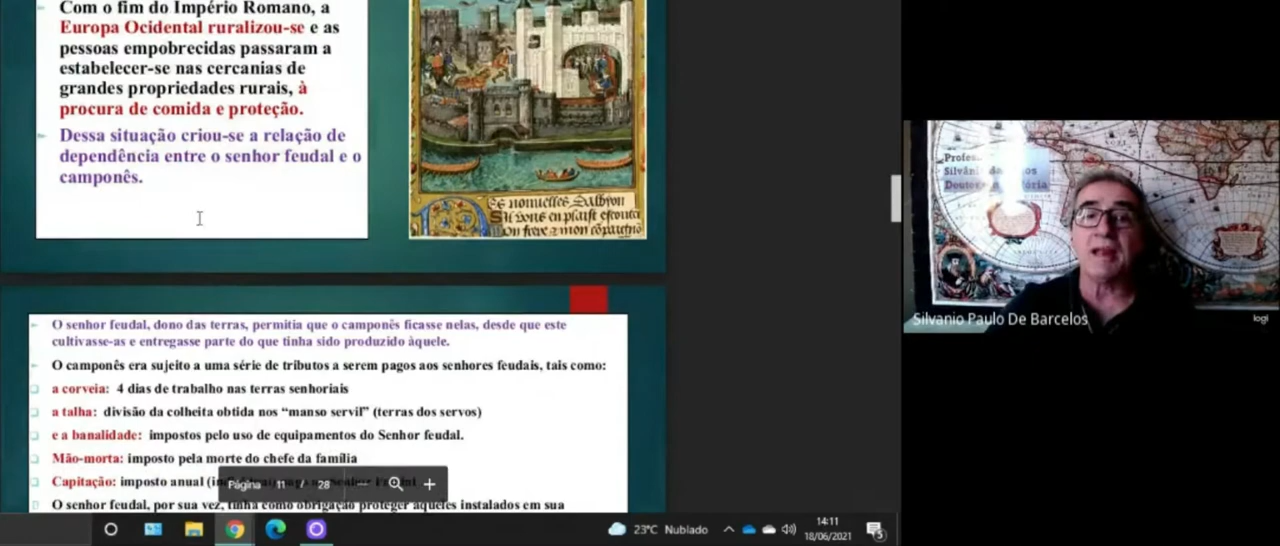 Com o fim do Império Romano, a
Europa Ocidental ruralizou-se e as
pessoas empobrecidas passaram a
estabelecer-se nas cercanias de
grandes propriedades rurais, à
procura de comida e proteção.
Dessa situação criou-se a relação de
dependência entre o senhor feudal e o
camponês.
O senhor feudal, dono das terras, permitia que o camponês ficasse nelas, desde que este
cultivasse-as e entregasse parte do que tinha sido produzido àquele.
O camponês era sujeito a uma série de tributos a serem pagos aos senhores feudais, tais como:
a corveia: 4 dias de trabalho nas terras senhoriais
a talha: divisão da colheita obtida nos “manso servil” (terras dos servos)
e a banalidade: impostos pelo uso de equipamentos do Senhor feudal.
Mão-morta: imposto pela morte do chefe da família
Capitação: imposto anual
Página 11 / 28
O senhor feudal, por sua vez, tinha como obrigação proteger aqueles instalados em sua
Silvanio Paulo De Barcelos
logi
23°C Nublado
14:11
18/06/2021
5